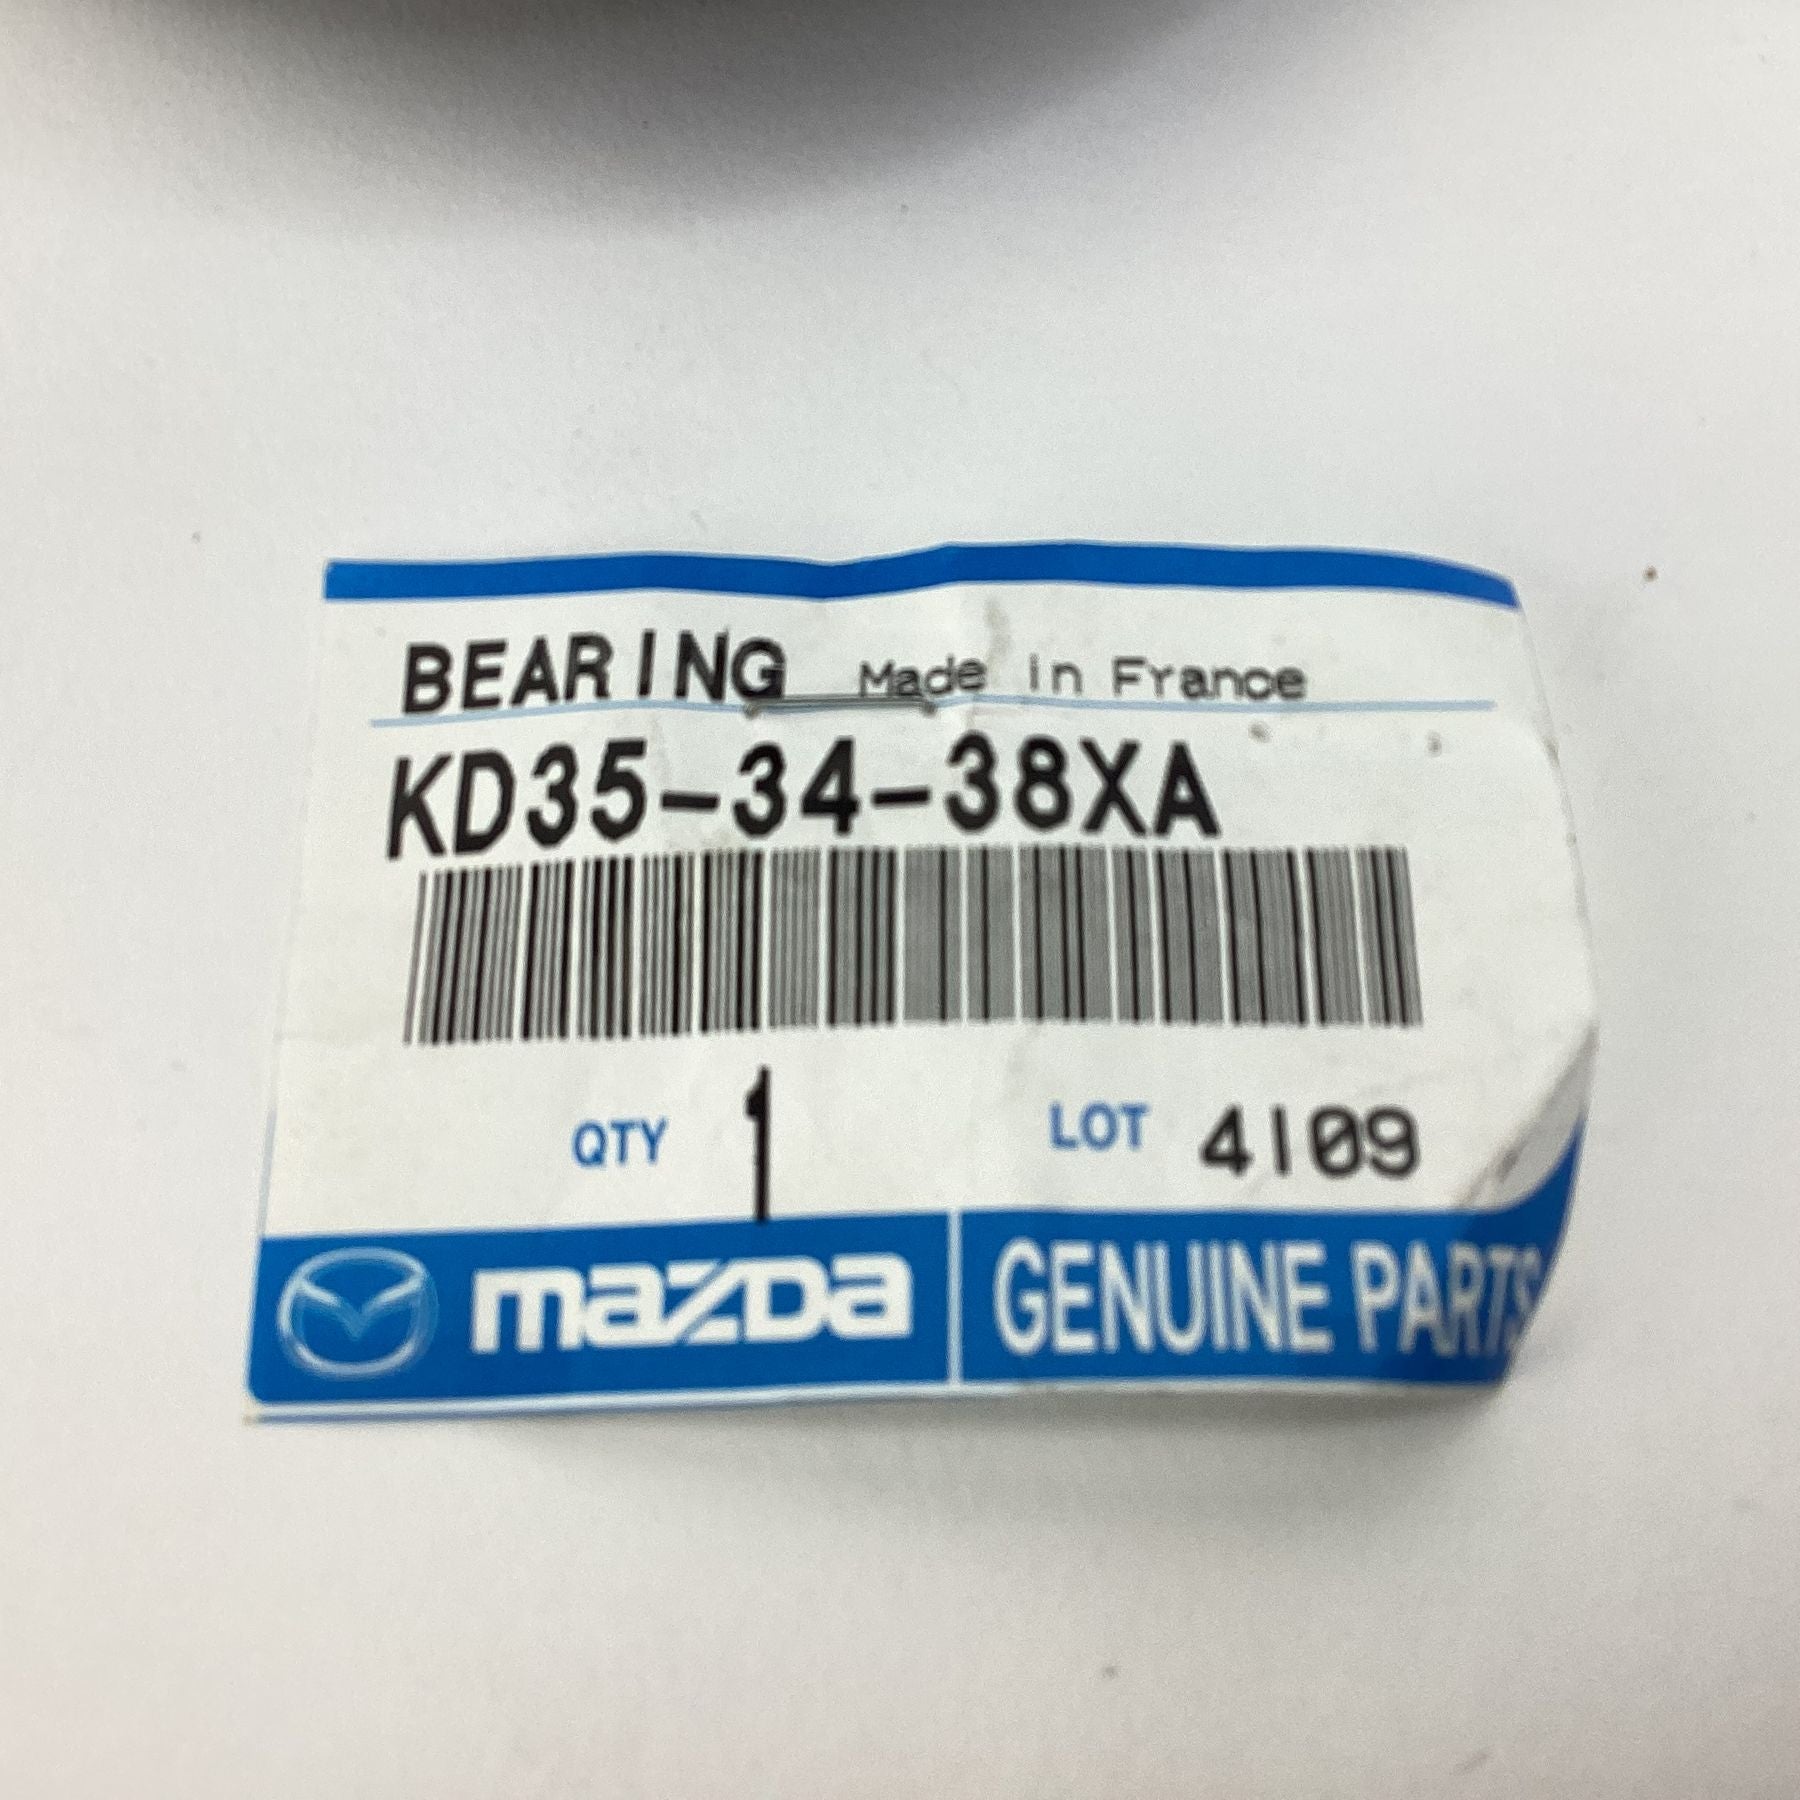 BEARING Made in France
KD35-34-38XA
QTY 1 LOT 4109
mazDa GENUINE PARTS